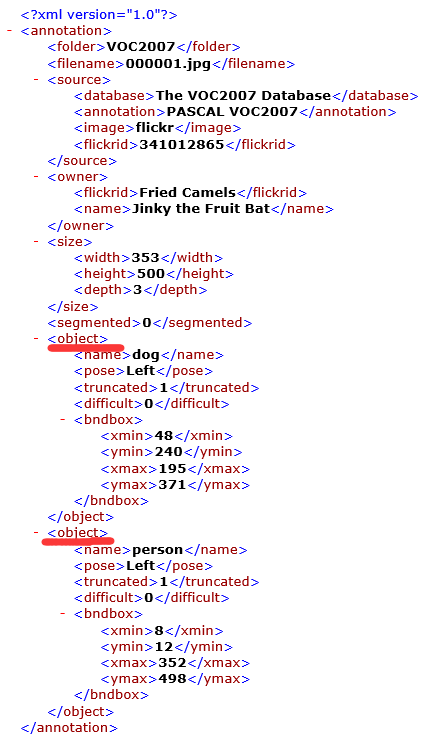 <?xml version="1.0"?>
- <annotation>
<folder>VOC2007</folder>
<filename>000001.jpg</filename>
- <source>
<database>The VOC2007 Database</database>
<annotation>PASCAL VOC2007</annotation>
<image>flickr</image>
<flickrid>341012865</flickrid>
</source>
- <owner>
<flickrid>Fried Camels</flickrid>
<name>Jinky the Fruit Bat</name>
</owner>
- <size>
<width>353</width>
<height>500</height>
<depth>3</depth>
</size>
<segmented>0</segmented>
- <object>
<name>dog</name>
<pose>Left</pose>
<truncated>1</truncated>
<difficult>0</difficult>
- <bndbox>
<xmin>48</xmin>
<ymin>240</ymin>
<xmax>195</xmax>
<ymax>371</ymax>
</bndbox>
</object>
- <object>
<name>person</name>
<pose>Left</pose>
<truncated>1</truncated>
<difficult>0</difficult>
- <bndbox>
<xmin>8</xmin>
<ymin>12</ymin>
<xmax>352</xmax>
<ymax>498</ymax>
</bndbox>
</object>
</annotation>